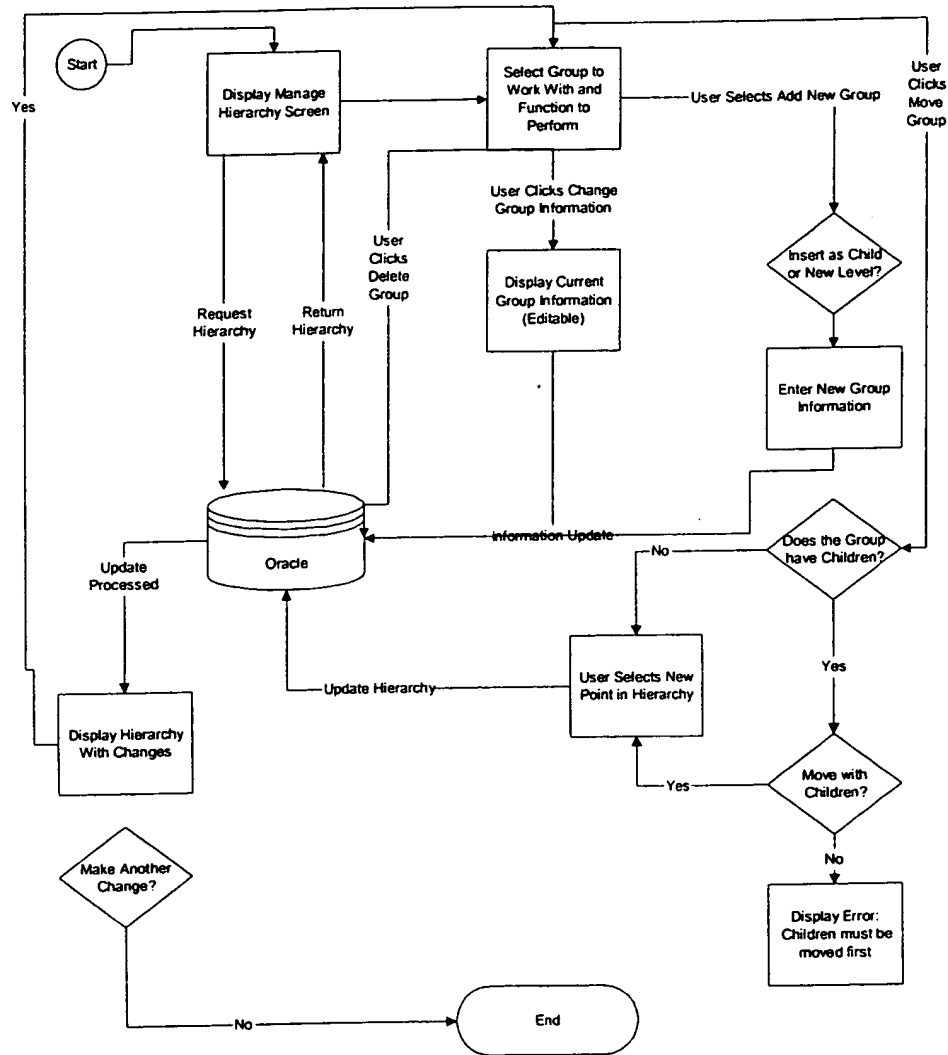 Start
Yes
Display Manage
Hierarchy Screen
Select Group to
Work With and
Function to
Perform
User Selects Add New Group
User
Clicks
Move
Group
User Clicks Change
Group Information
User
Clicks
Delete
Group
Insert as Child
or New Level?
Display Current
Group Information
(Editable)
Request
Hierarchy
Return
Hierarchy
Enter New Group
Information
Information Update
Oracle
Does the Group
have Children?
No
Update
Processed
Yes
User Selects New
Point in Hierarchy
Update Hierarchy
Display Hierarchy
With Changes
Move with
Children?
Yes
No
Make Another
Change?
Display Error:
Children must be
moved first
No
End